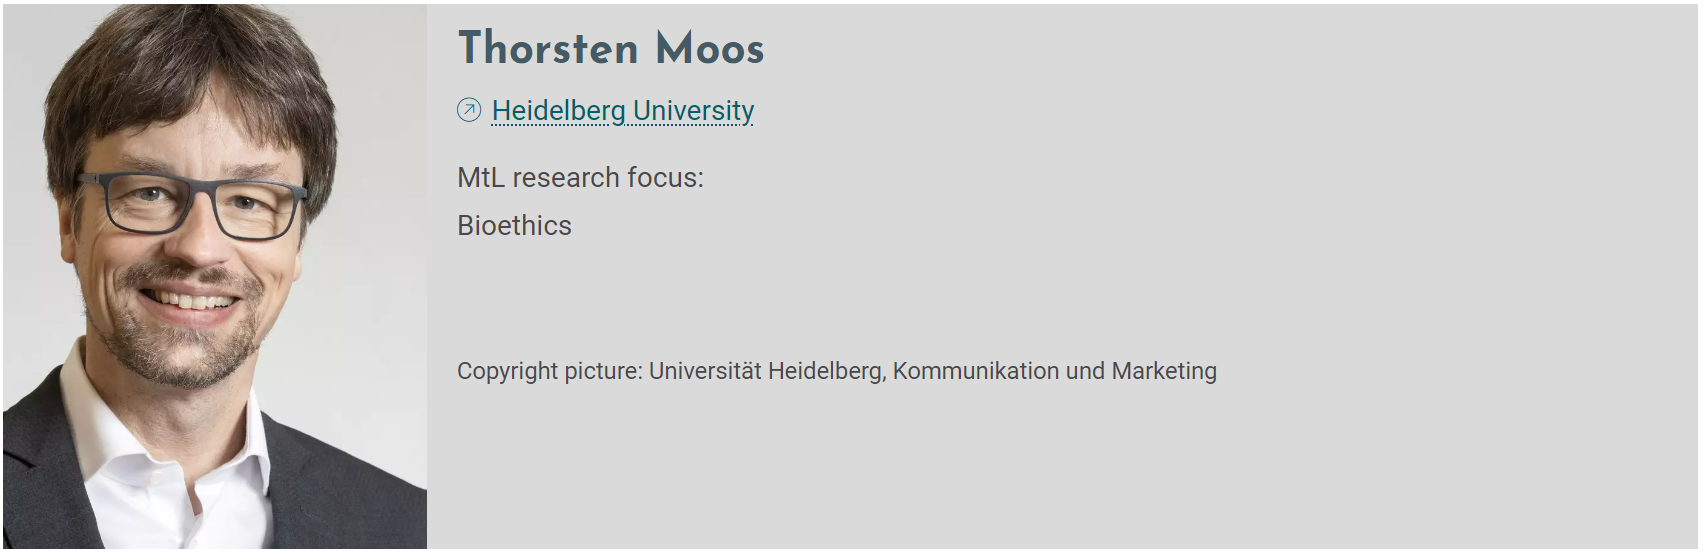 Thorsten Moos
Heidelberg University
MtL research focus:
Bioethics
Copyright picture: Universität Heidelberg, Kommunikation und Marketing